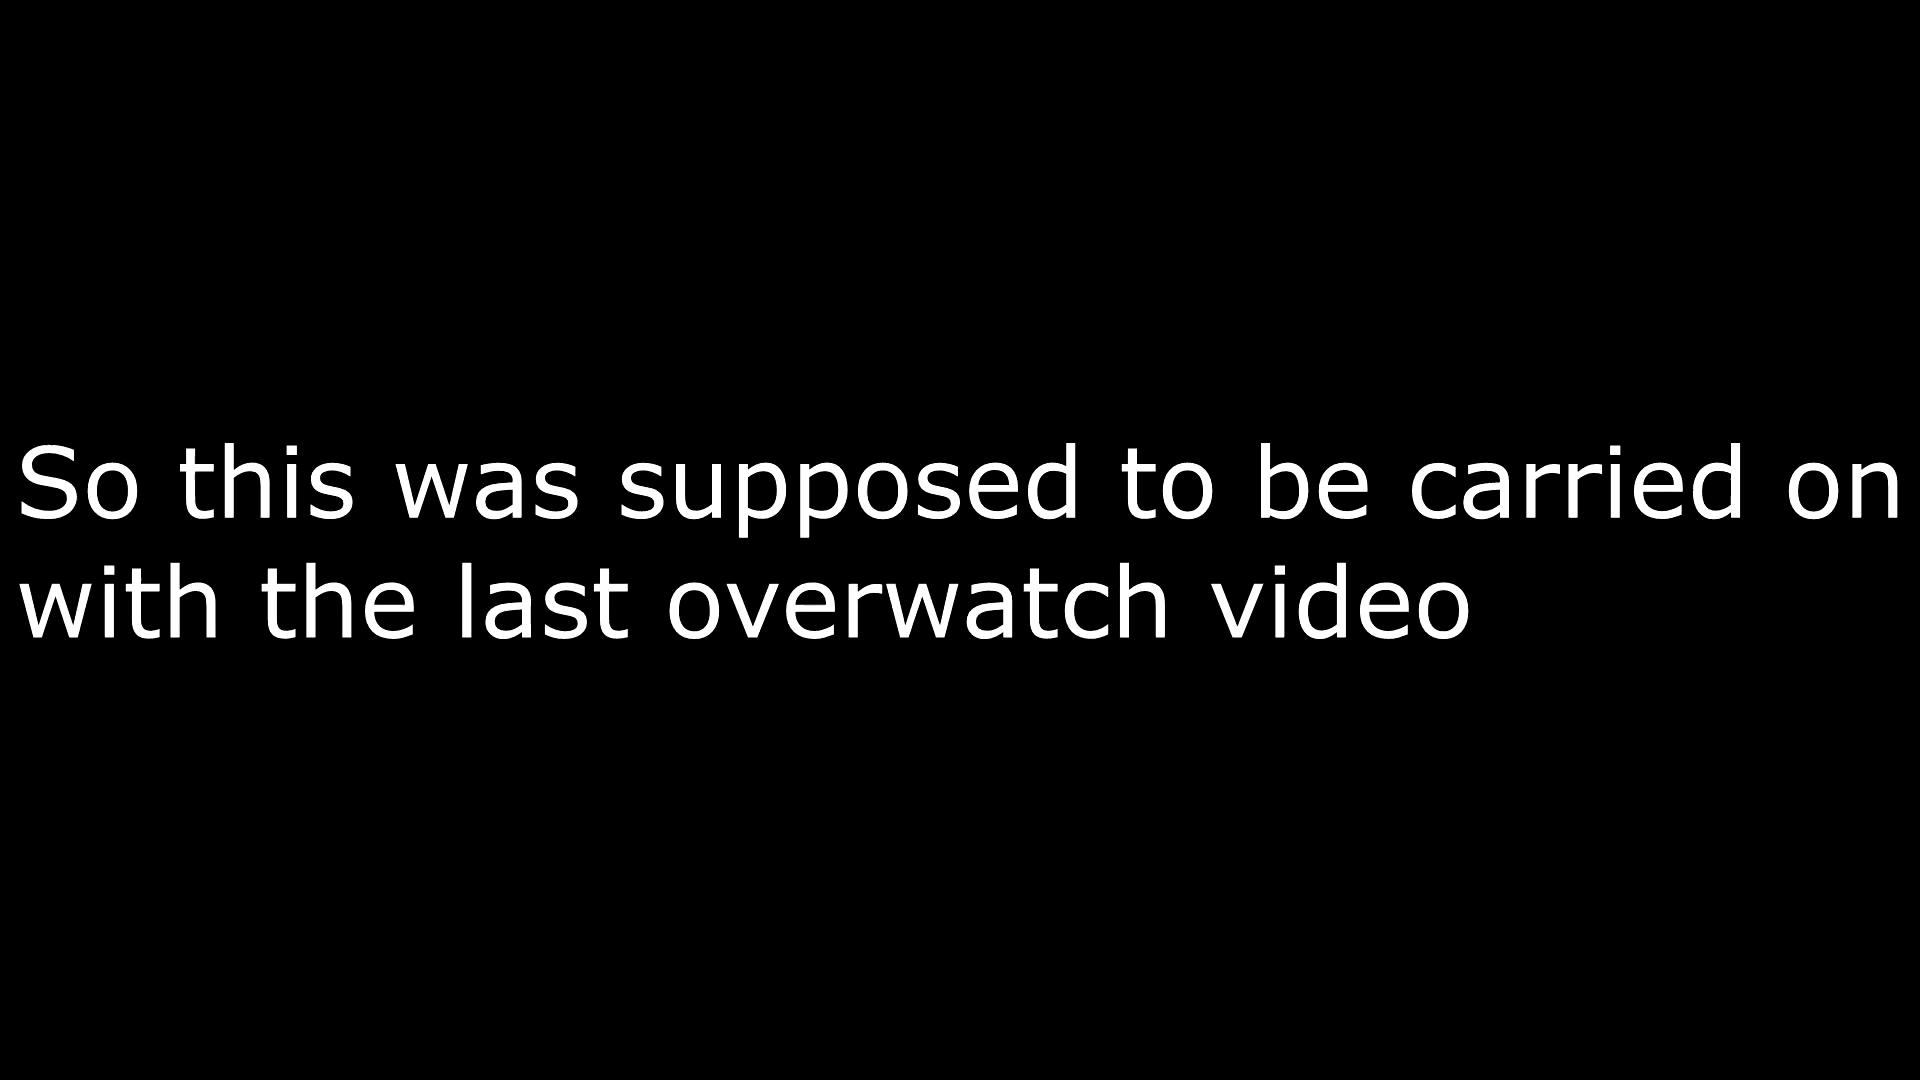 So this was supposed to be carried on
with the last overwatch video